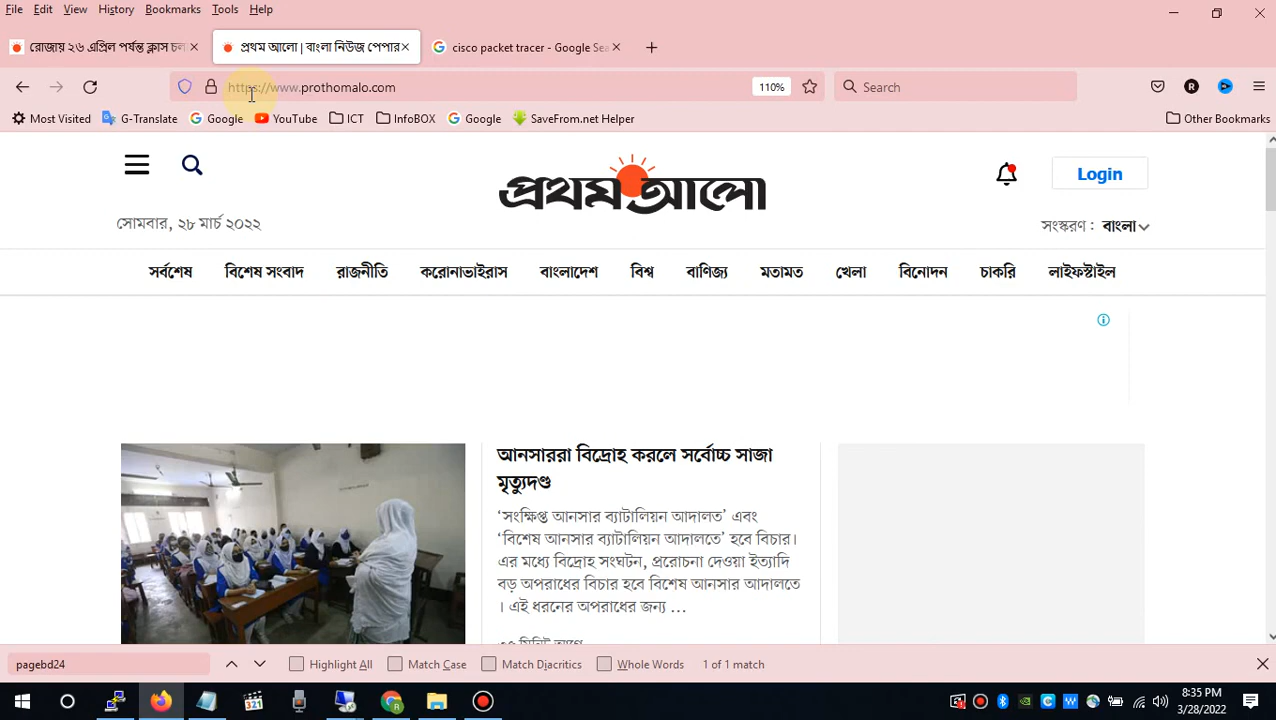 File Edit View History Bookmarks Tools Help
রোজায় ২৬ এপ্রিল পর্যন্ত ক্লাস চল প্রথম আলো | বাংলা নিউজ পেপার cisco packet tracer - Google Sea
https://www.prothomalo.com 110% Search
Most Visited G-Translate Google YouTube ICT InfoBOX Google SaveFrom.net Helper Other Bookmarks
প্রথম আলো
Login
সোমবার, ২৮ মার্চ ২০২২ সংস্করণ : বাংলা
সর্বশেষ বিশেষ সংবাদ রাজনীতি করোনাভাইরাস বাংলাদেশ বিশ্ব বাণিজ্য মতামত খেলা বিনোদন চাকরি লাইফস্টাইল
আনসাররা বিদ্রোহ করলে সর্বোচ্চ সাজা
মৃত্যুদণ্ড
‘সংক্ষিপ্ত আনসার ব্যাটালিয়ন আদালত’ এবং
‘বিশেষ আনসার ব্যাটালিয়ন আদালতে’ হবে বিচার।
এর মধ্যে বিদ্রোহ সংঘটন, প্ররোচনা দেওয়া ইত্যাদি
বড় অপরাধের বিচার হবে বিশেষ আনসার আদালতে
। এই ধরনের অপরাধের জন্য ...
pagebd24 Highlight All Match Case Match Diacritics Whole Words 1 of 1 match
8:35 PM
3/28/2022